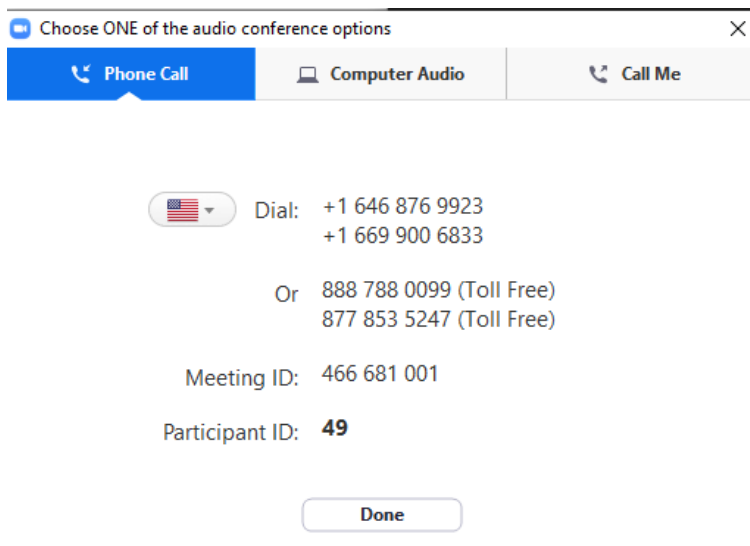 Choose ONE of the audio conference options
Phone Call
Computer Audio
Call Me
Dial: +1 646 876 9923
+1 669 900 6833
Or 888 788 0099 (Toll Free)
877 853 5247 (Toll Free)
Meeting ID: 466 681 001
Participant ID: 49
Done